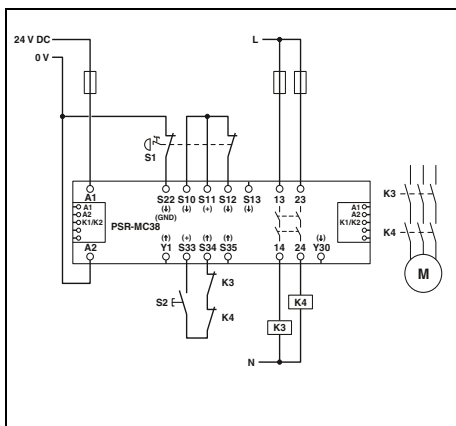 24 V DC
L
0 V
S1
A1 S22 S10 S11 S12 S13 13 23
(↓) (↓) (+) (↓) (↓)
(GND)
A1
A2
K1/K2
PSR-MC38
A1
A2
K1/K2
(↑) (+) (↑) (↑) (↓)
A2 Y1 S33 S34 S35 14 24 Y30
K3
K4
M
S2
K3
K4
K4
K3
N